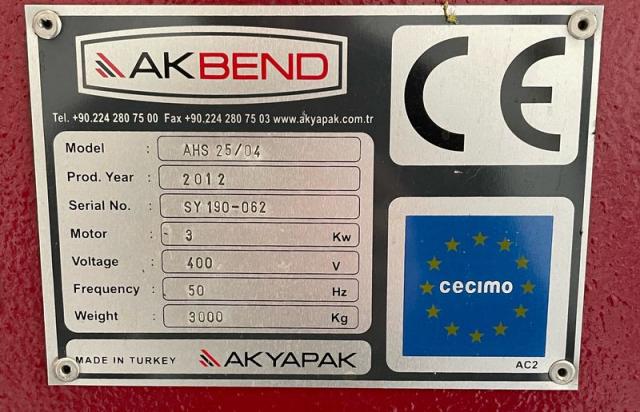 AKBEND
Tel. +90.224 280 75 00 Fax +90.224 280 75 03 www.akyapak.com.tr
Model : AHS 25/04
Prod. Year : 2012
Serial No. : SY 190-062
Motor : 3 Kw
Voltage : 400 V
Frequency : 50 Hz
Weight : 3000 Kg
MADE IN TURKEY AKYAPAK
CE
cecimo
AC2